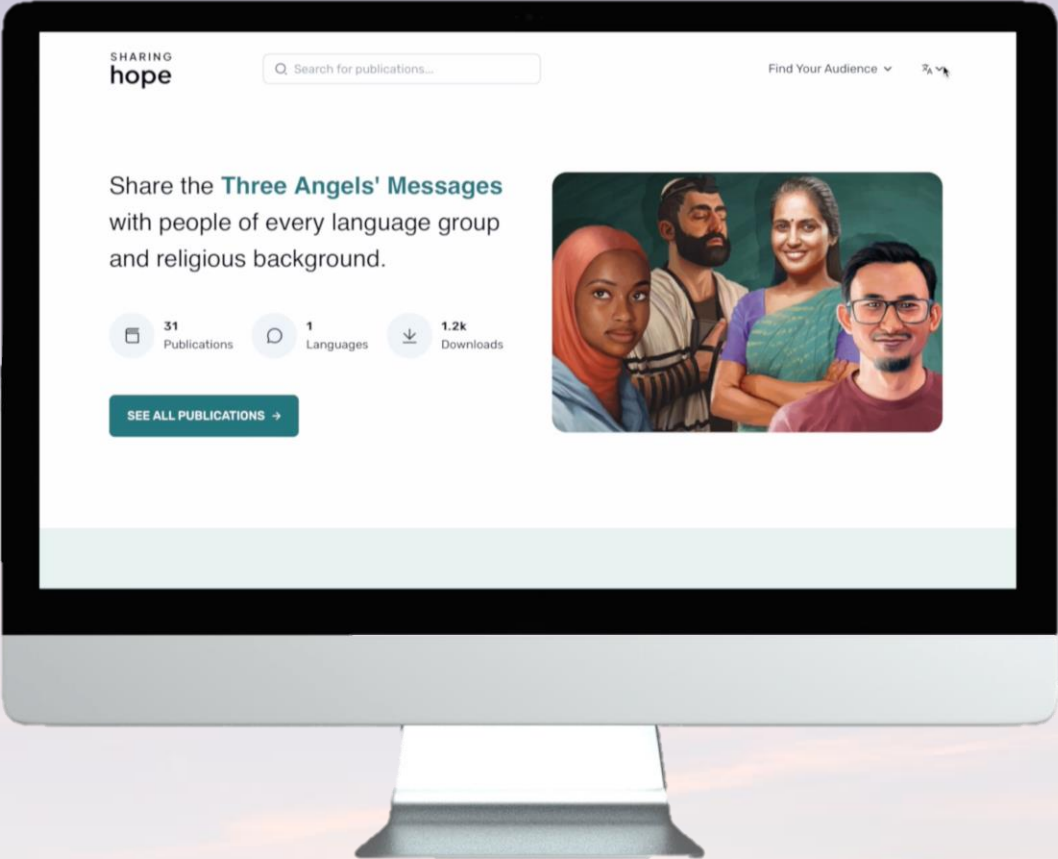 SHARING
hope
Search for publications...
Find Your Audience
Share the Three Angels' Messages
with people of every language group
and religious background.
31
Publications
1
Languages
1.2k
Downloads
SEE ALL PUBLICATIONS →